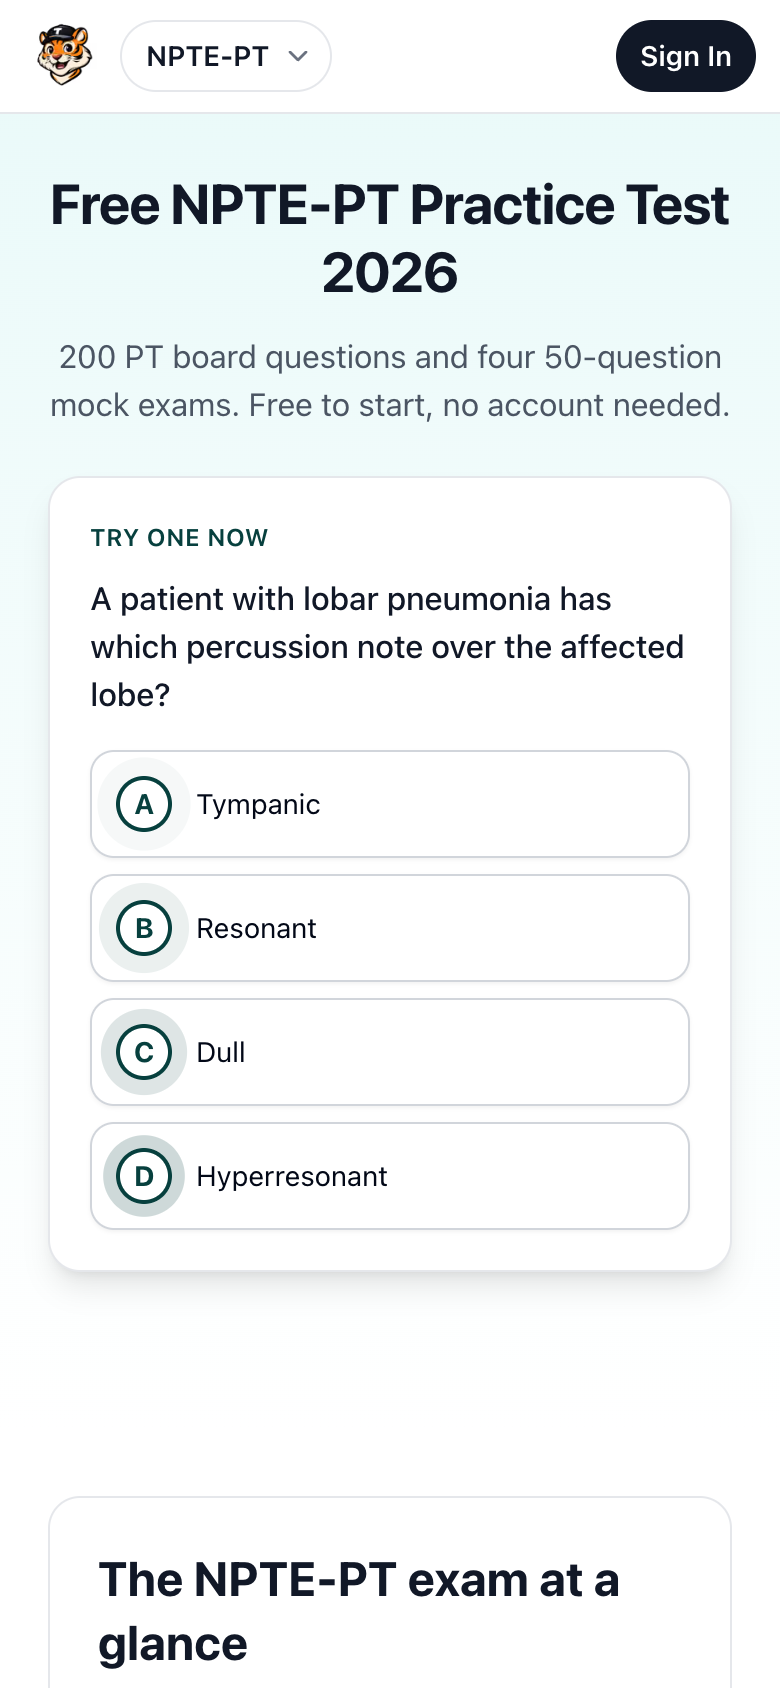 NPTE-PT
Sign In
Free NPTE-PT Practice Test
2026
200 PT board questions and four 50-question
mock exams. Free to start, no account needed.
TRY ONE NOW
A patient with lobar pneumonia has
which percussion note over the affected
lobe?
A Tympanic
B Resonant
C Dull
D Hyperresonant
The NPTE-PT exam at a
glance